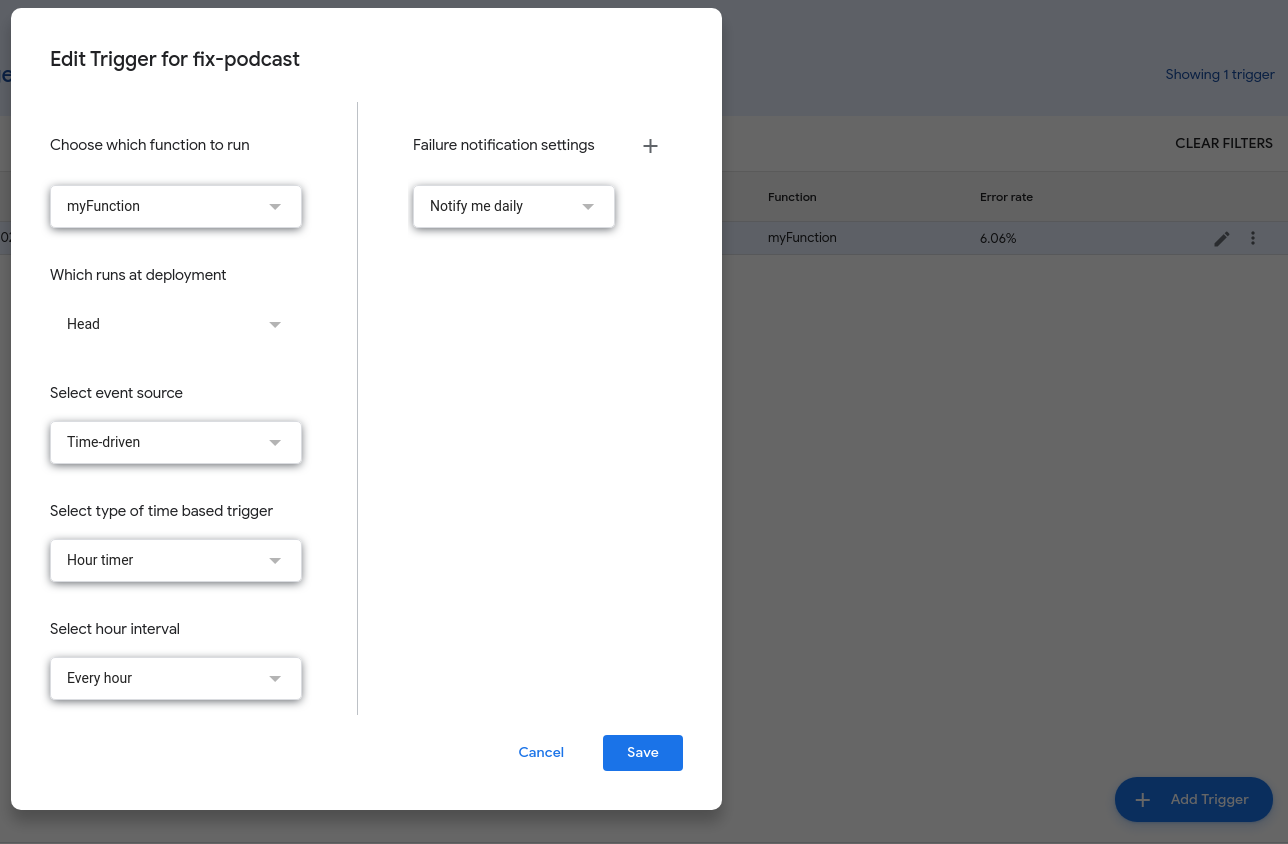 Edit Trigger for fix-podcast
Showing 1 trigger
Choose which function to run
Failure notification settings
CLEAR FILTERS
myFunction
Notify me daily
Function
Error rate
myFunction
6.06%
Which runs at deployment
Head
Select event source
Time-driven
Select type of time based trigger
Hour timer
Select hour interval
Every hour
Cancel
Save
Add Trigger